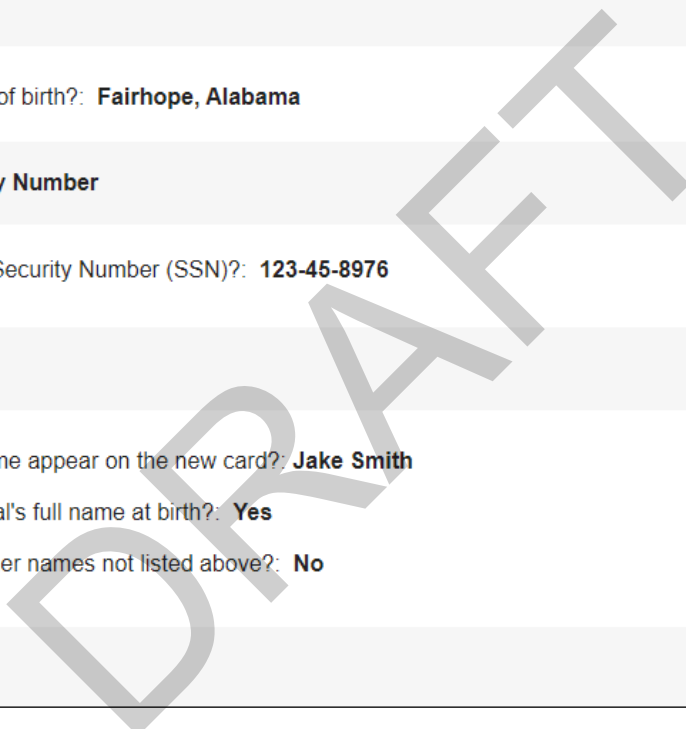 of birth?: Fairhope, Alabama
y Number
Security Number (SSN)?: 123-45-8976
me appear on the new card?: Jake Smith
al's full name at birth?: Yes
er names not listed above?: No
DRAFT